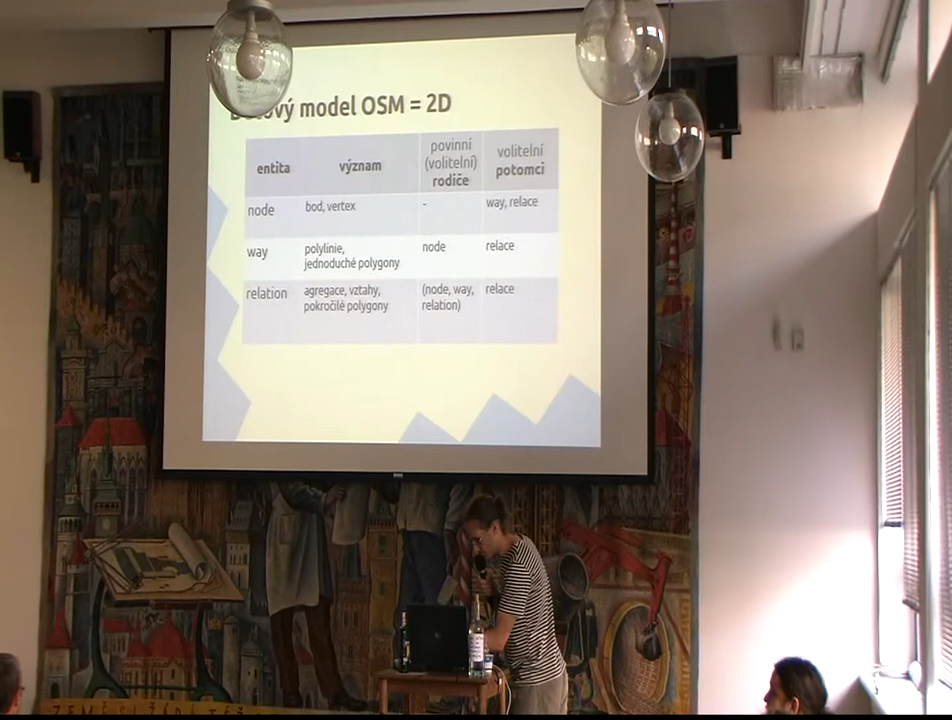 ový model OSM = 2D
entita
význam
povinní
(volitelní)
rodiče
volitelní
potomci
node
bod, vertex
-
way, relace
way
polylinie,
jednoduché polygony
node
relace
relation
agregace, vztahy,
pokročilé polygony
(node, way,
relation)
relace